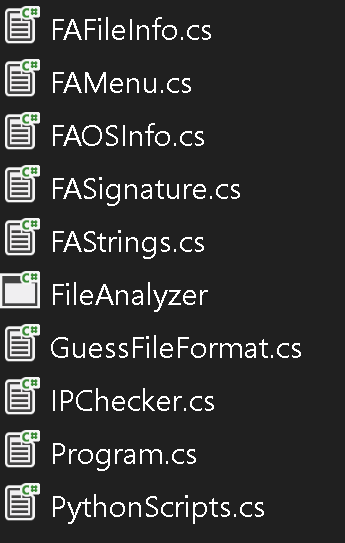 FAFileInfo.cs
FAMenu.cs
FAOSInfo.cs
FASignature.cs
FAStrings.cs
FileAnalyzer
GuessFileFormat.cs
IPChecker.cs
Program.cs
PythonScripts.cs